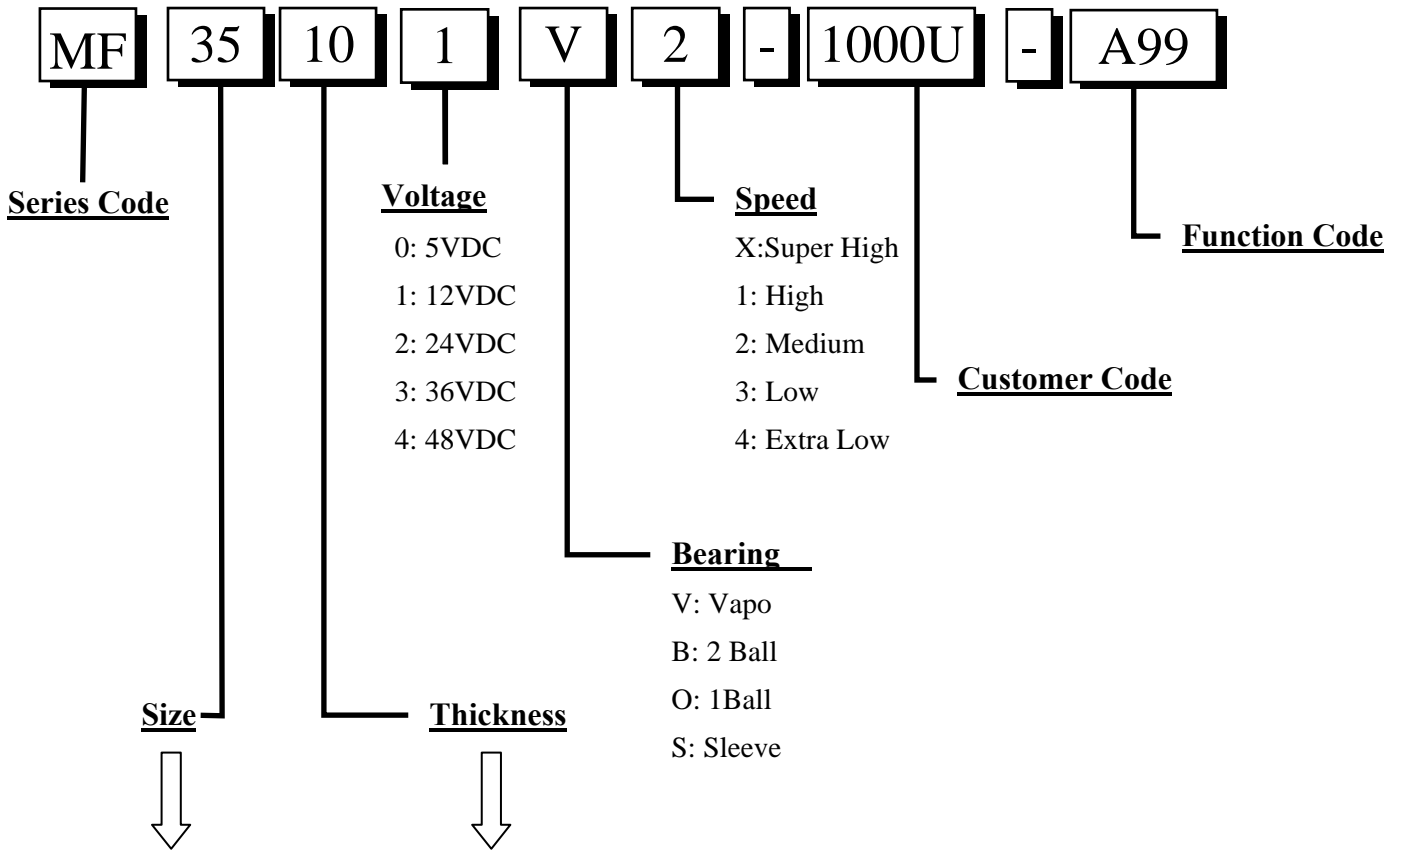 MF 35 10 1 V 2 - 1000U - A99
Series Code
Voltage
0: 5VDC
1: 12VDC
2: 24VDC
3: 36VDC
4: 48VDC
Speed
X:Super High
1: High
2: Medium
3: Low
4: Extra Low
Function Code
Customer Code
Bearing
V: Vapo
B: 2 Ball
O: 1Ball
S: Sleeve
Size
Thickness